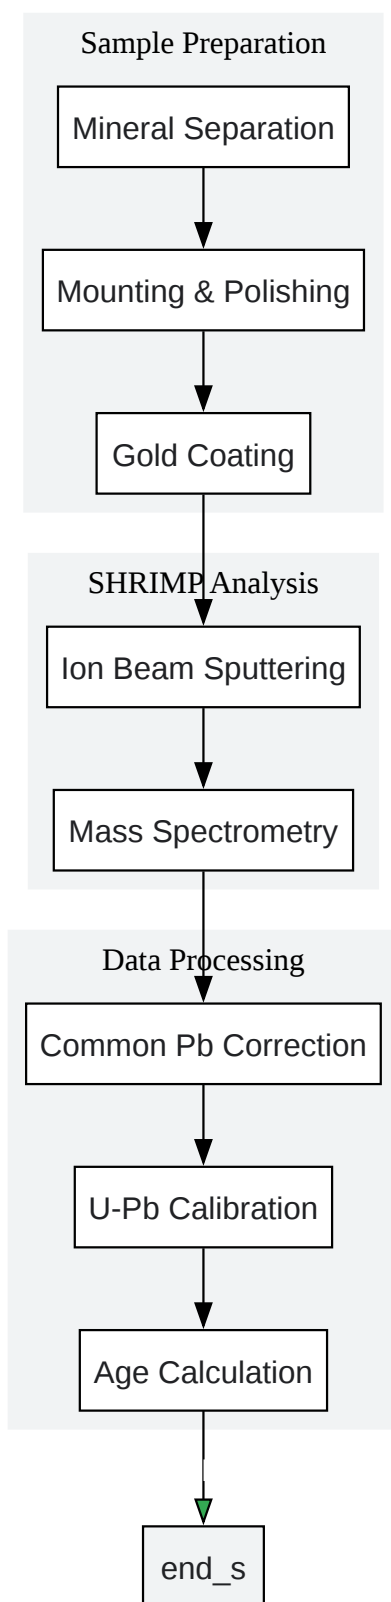 Sample Preparation
Mineral Separation
Mounting & Polishing
Gold Coating
SHRIMP Analysis
Ion Beam Sputtering
Mass Spectrometry
Data Processing
Common Pb Correction
U-Pb Calibration
Age Calculation
end_s